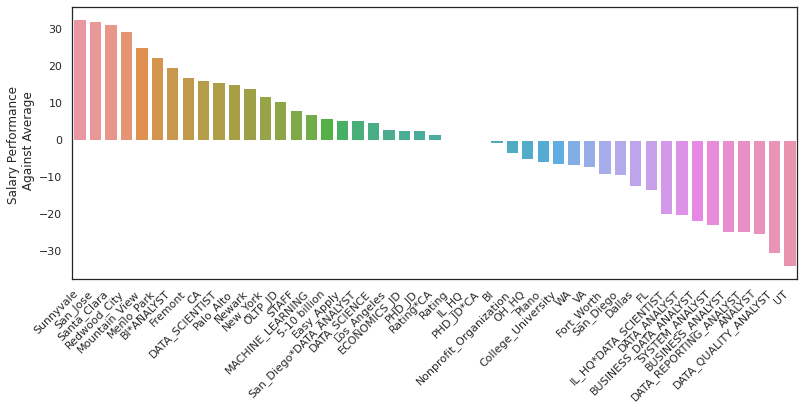 Salary Performance
Against Average
30
20
10
0
−10
−20
−30
Sunnyvale
San_Jose
Santa_Clara
Redwood_City
Mountain_View
Menlo_Park
BI*ANALYST
Fremont
CA
DATA_SCIENTIST
Palo_Alto
Newark
New_York
OLTP_JD
STAFF
MACHINE_LEARNING
5-10 billion
Easy_Apply
San_Diego*DATA_ANALYST
DATA_SCIENCE
Los_Angeles
ECONOMICS_JD
PHD_JD
Rating*CA
Rating
IL_HQ
PHD_JD*CA
BI
Nonprofit_Organization
OH_HQ
Plano
College_University
WA
VA
Fort_Worth
San_Diego
Dallas
FL
IL_HQ*DATA_SCIENTIST
DATA_ANALYST
BUSINESS_DATA_ANALYST
SYSTEM_ANALYST
BUSINESS_ANALYST
DATA_REPORTING_ANALYST
ANALYST
DATA_QUALITY_ANALYST
UT